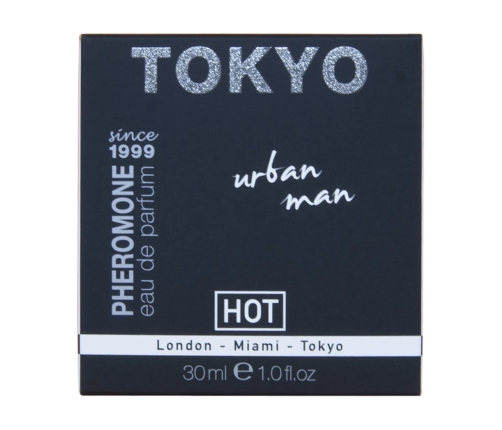 TOKYO
since
1999
PHEROMONE
eau de parfum
urban
man
HOT
London - Miami - Tokyo
30ml e 1.0fl.oz